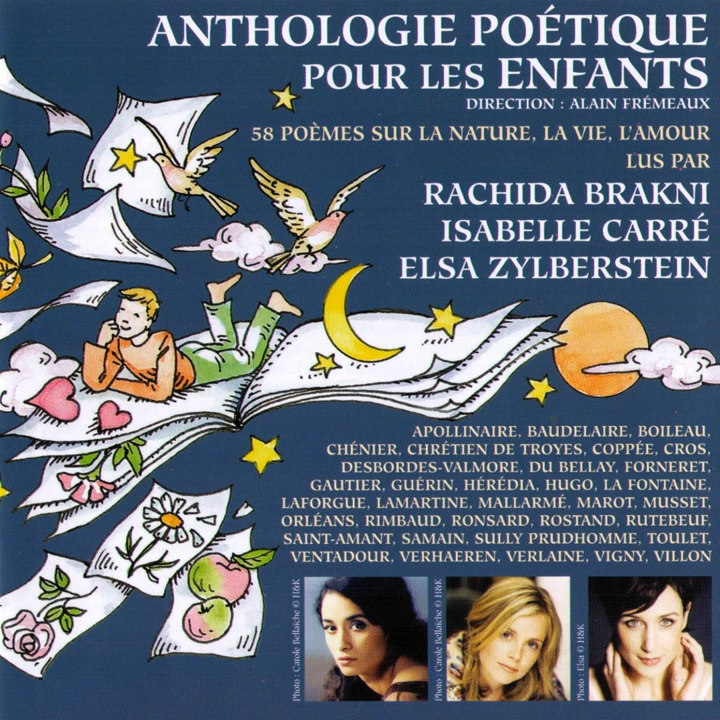 ANTHOLOGIE POÉTIQUE
POUR LES ENFANTS
DIRECTION : ALAIN FRÉMEAUX
58 POÈMES SUR LA NATURE, LA VIE, L'AMOUR
LUS PAR
RACHIDA BRAKNI
ISABELLE CARRÉ
ELSA ZYLBERSTEIN
APOLLINAIRE, BAUDELAIRE, BOILEAU,
CHÉNIER, CHRÉTIEN DE TROYES, COPPÉE, CROS,
DESBORDES-VALMORE, DU BELLAY, FORNERET,
GAUTIER, GUÉRIN, HÉRÉDIA, HUGO, LA FONTAINE,
LAFORGUE, LAMARTINE, MALLARMÉ, MAROT, MUSSET,
ORLÉANS, RIMBAUD, RONSARD, ROSTAND, RUTEBEUF,
SAINT-AMANT, SAMAIN, SULLY PRUDHOMME, TOULET,
VENTADOUR, VERHAEREN, VERLAINE, VIGNY, VILLON
Photo : Carole Bellaïche © H&K
Photo : Carole Bellaïche © H&K
Photo : Elsa © H&K